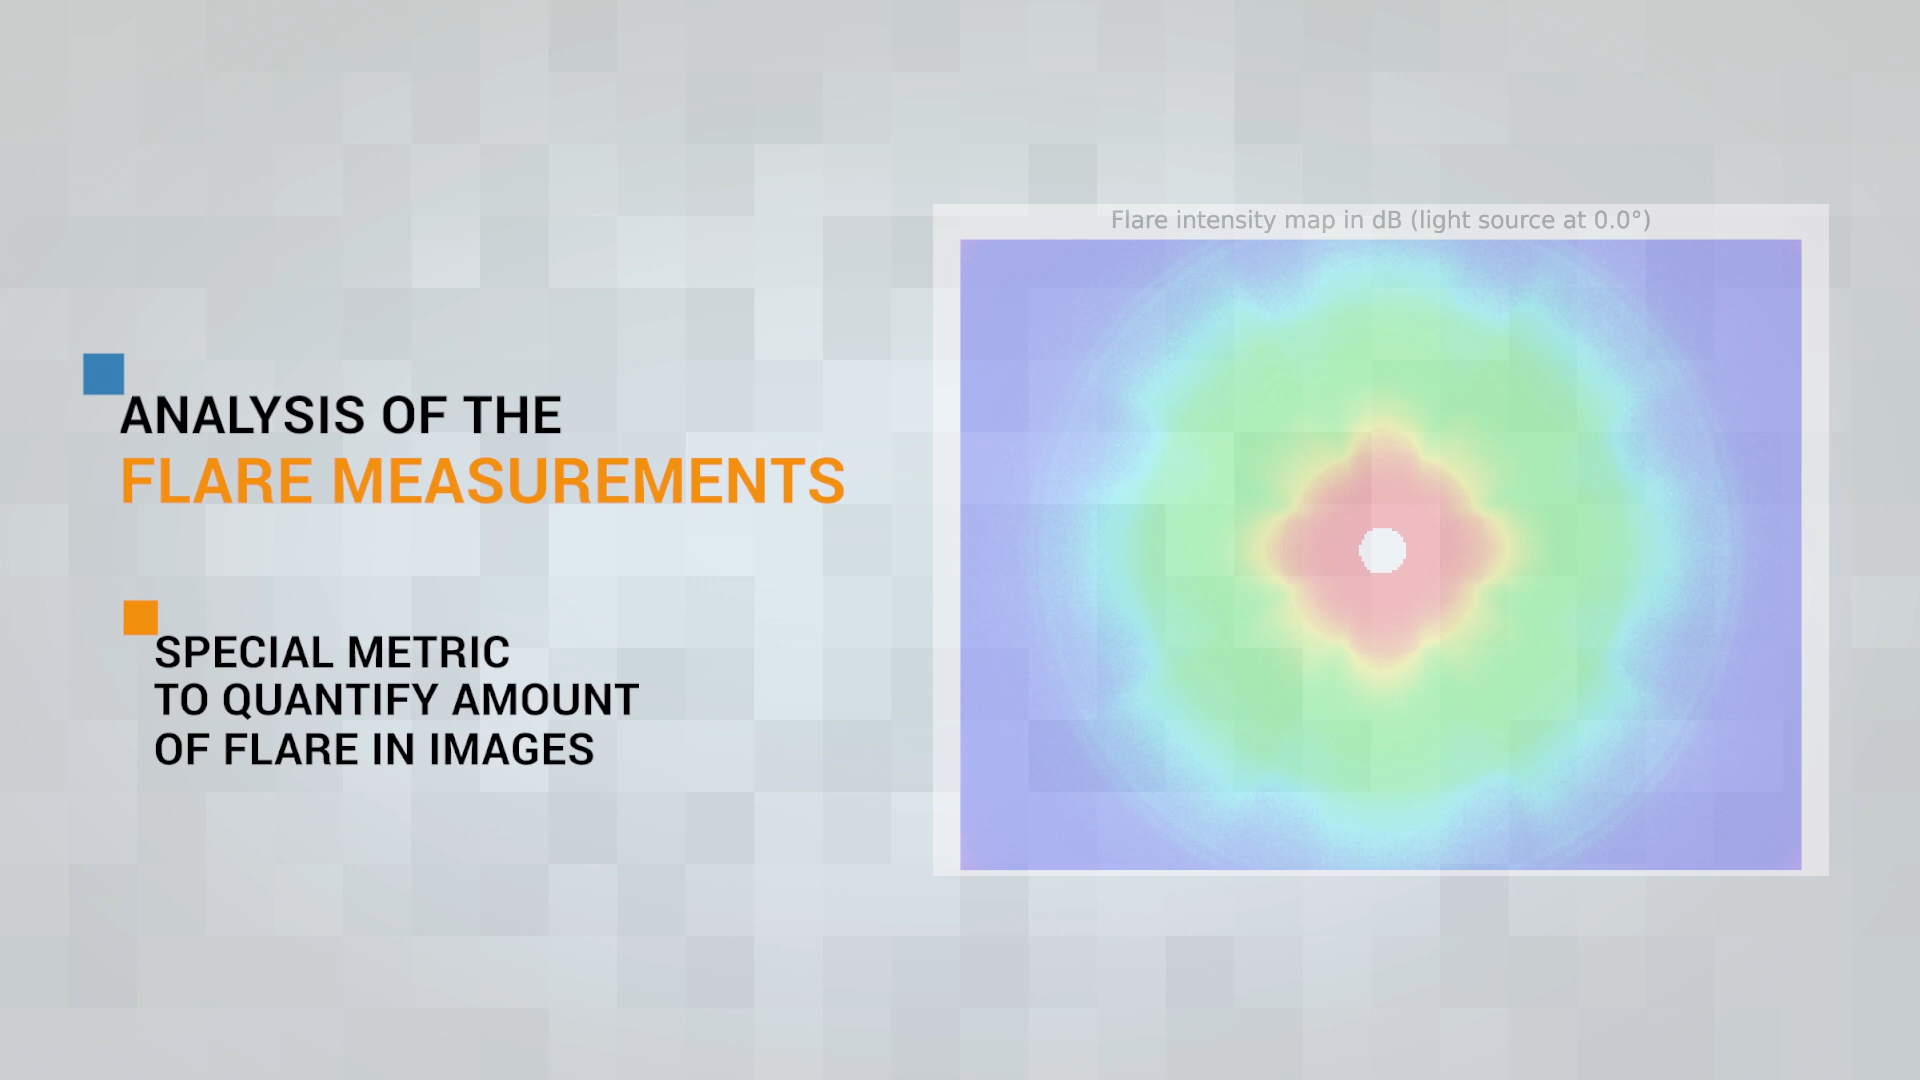 ANALYSIS OF THE
FLARE MEASUREMENTS
SPECIAL METRIC
TO QUANTIFY AMOUNT
OF FLARE IN IMAGES
Flare intensity map in dB (light source at 0.0°)